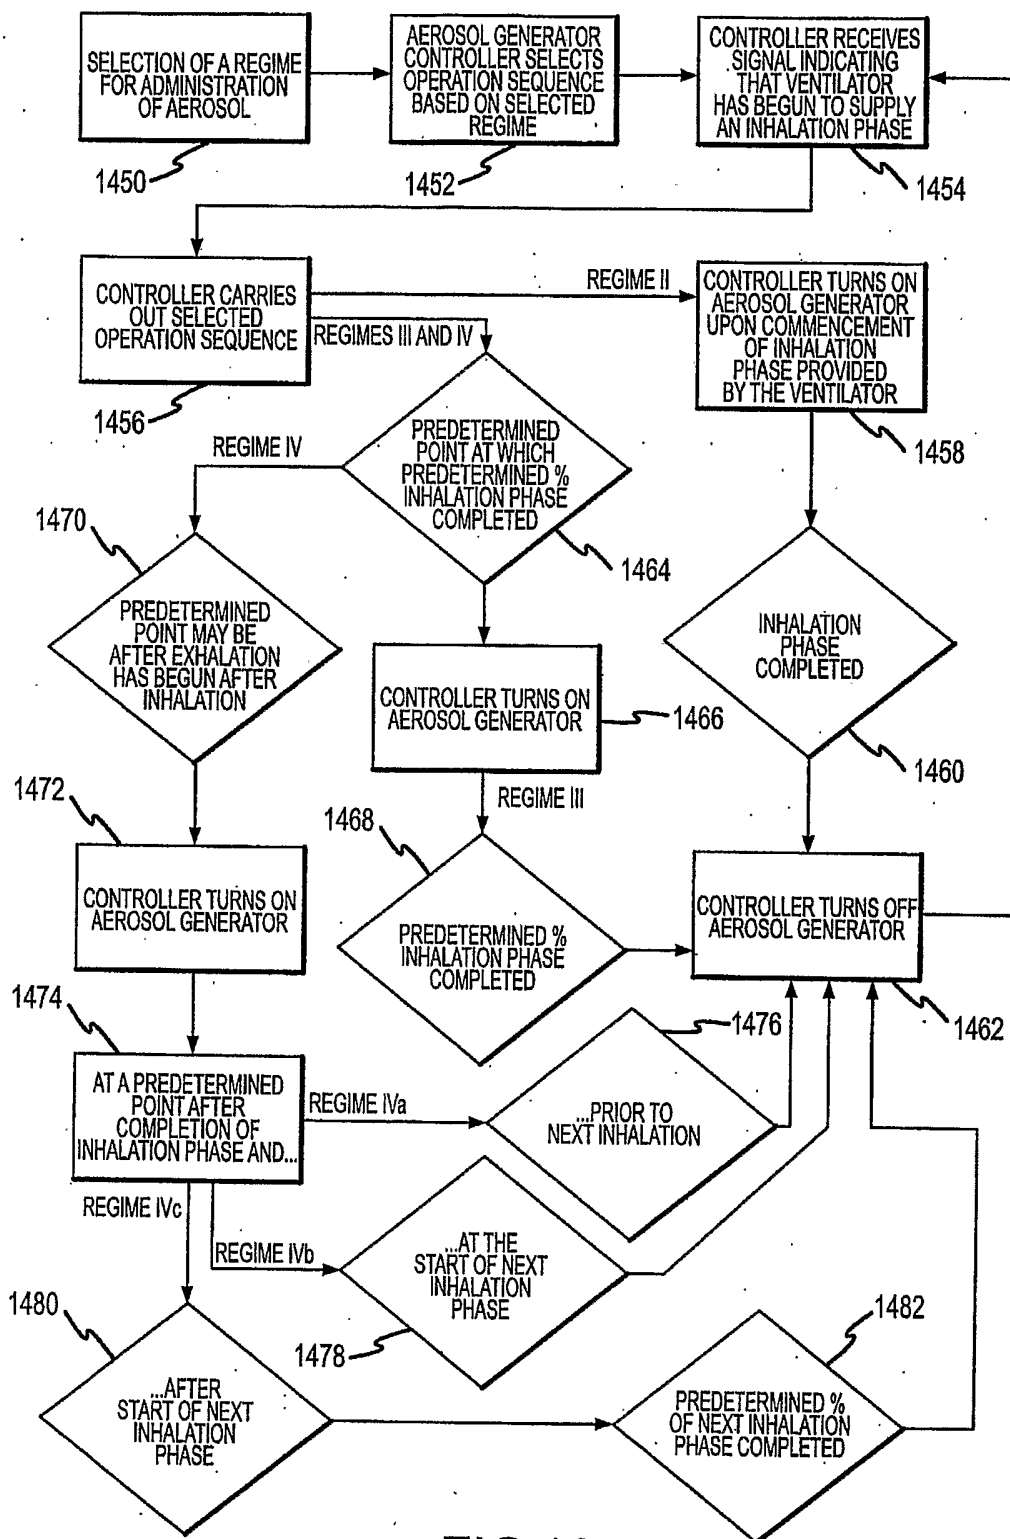 SELECTION OF A REGIME
FOR ADMINISTRATION
OF AEROSOL
1450
AEROSOL GENERATOR
CONTROLLER SELECTS
OPERATION SEQUENCE
BASED ON SELECTED
REGIME
1452
CONTROLLER RECEIVES
SIGNAL INDICATING
THAT VENTILATOR
HAS BEGUN TO SUPPLY
AN INHALATION PHASE
1454
CONTROLLER CARRIES
OUT SELECTED
OPERATION SEQUENCE
1456
REGIME II
REGIMES III AND IV
CONTROLLER TURNS ON
AEROSOL GENERATOR
UPON COMMENCEMENT
OF INHALATION
PHASE PROVIDED
BY THE VENTILATOR
1458
REGIME IV
PREDETERMINED
POINT AT WHICH
PREDETERMINED %
INHALATION PHASE
COMPLETED
1464
1470
PREDETERMINED
POINT MAY BE
AFTER EXHALATION
HAS BEGUN AFTER
INHALATION
INHALATION
PHASE
COMPLETED
1460
CONTROLLER TURNS ON
AEROSOL GENERATOR
1466
REGIME III
1472
CONTROLLER TURNS ON
AEROSOL GENERATOR
1468
PREDETERMINED %
INHALATION PHASE
COMPLETED
CONTROLLER TURNS OFF
AEROSOL GENERATOR
1462
1474
AT A PREDETERMINED
POINT AFTER
COMPLETION OF
INHALATION PHASE AND...
REGIME IVa
1476
...PRIOR TO
NEXT INHALATION
REGIME IVc
REGIME IVb
...AT THE
START OF NEXT
INHALATION
PHASE
1478
1480
...AFTER
START OF NEXT
INHALATION
PHASE
1482
PREDETERMINED %
OF NEXT INHALATION
PHASE COMPLETED